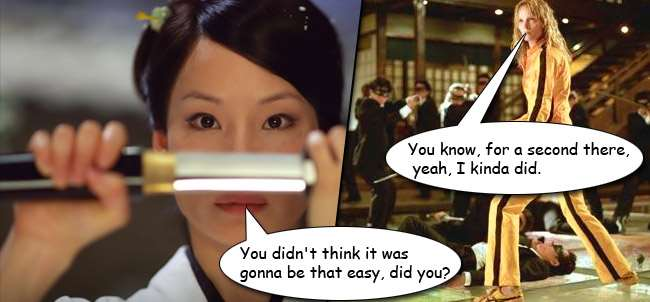 You didn't think it was
gonna be that easy, did you?
You know, for a second there,
yeah, I kinda did.